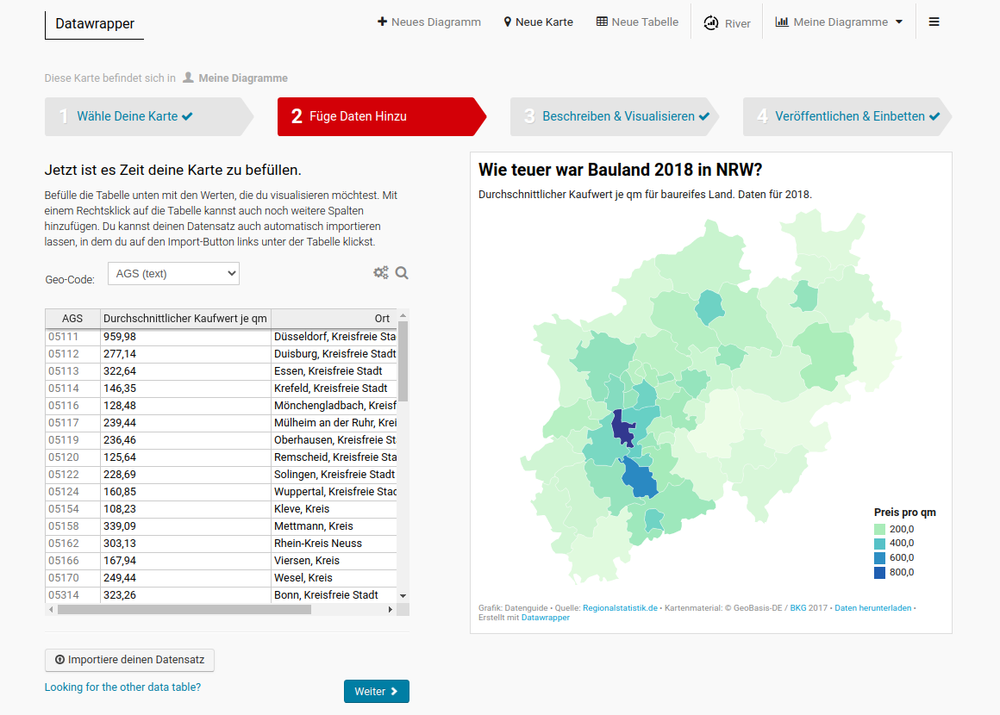 Datawrapper
Neues Diagramm
Neue Karte
Neue Tabelle
River
Meine Diagramme
Diese Karte befindet sich in Meine Diagramme
1 Wähle Deine Karte
2 Füge Daten Hinzu
3 Beschreiben & Visualisieren
4 Veröffentlichen & Einbetten
Jetzt ist es Zeit deine Karte zu befüllen.
Befülle die Tabelle unten mit den Werten, die du visualisieren möchtest. Mit
einem Rechtsklick auf die Tabelle kannst auch noch weitere Spalten
hinzufügen. Du kannst deinen Datensatz auch automatisch importieren
lassen, in dem du auf den Import-Button links unter der Tabelle klickst.
Geo-Code: AGS (text)
AGS Durchschnittlicher Kaufwert je qm Ort
05111 959,98 Düsseldorf, Kreisfreie Sta
05112 277,14 Duisburg, Kreisfreie Stadt
05113 322,64 Essen, Kreisfreie Stadt
05114 146,35 Krefeld, Kreisfreie Stadt
05116 128,48 Mönchengladbach, Kreisf
05117 239,44 Mülheim an der Ruhr, Krei
05119 236,46 Oberhausen, Kreisfreie St
05120 125,64 Remscheid, Kreisfreie Sta
05122 228,69 Solingen, Kreisfreie Stadt
05124 160,85 Wuppertal, Kreisfreie Stad
05154 108,23 Kleve, Kreis
05158 339,09 Mettmann, Kreis
05162 303,13 Rhein-Kreis Neuss
05166 167,94 Viersen, Kreis
05170 249,44 Wesel, Kreis
05314 323,26 Bonn, Kreisfreie Stadt
Importiere deinen Datensatz
Looking for the other data table?
Weiter
Wie teuer war Bauland 2018 in NRW?
Durchschnittlicher Kaufwert je qm für baureifes Land. Daten für 2018.
Preis pro qm
200,0
400,0
600,0
800,0
Grafik: Datenguide • Quelle: Regionalstatistik.de • Kartenmaterial: © GeoBasis-DE / BKG 2017 • Daten herunterladen •
Erstellt mit Datawrapper